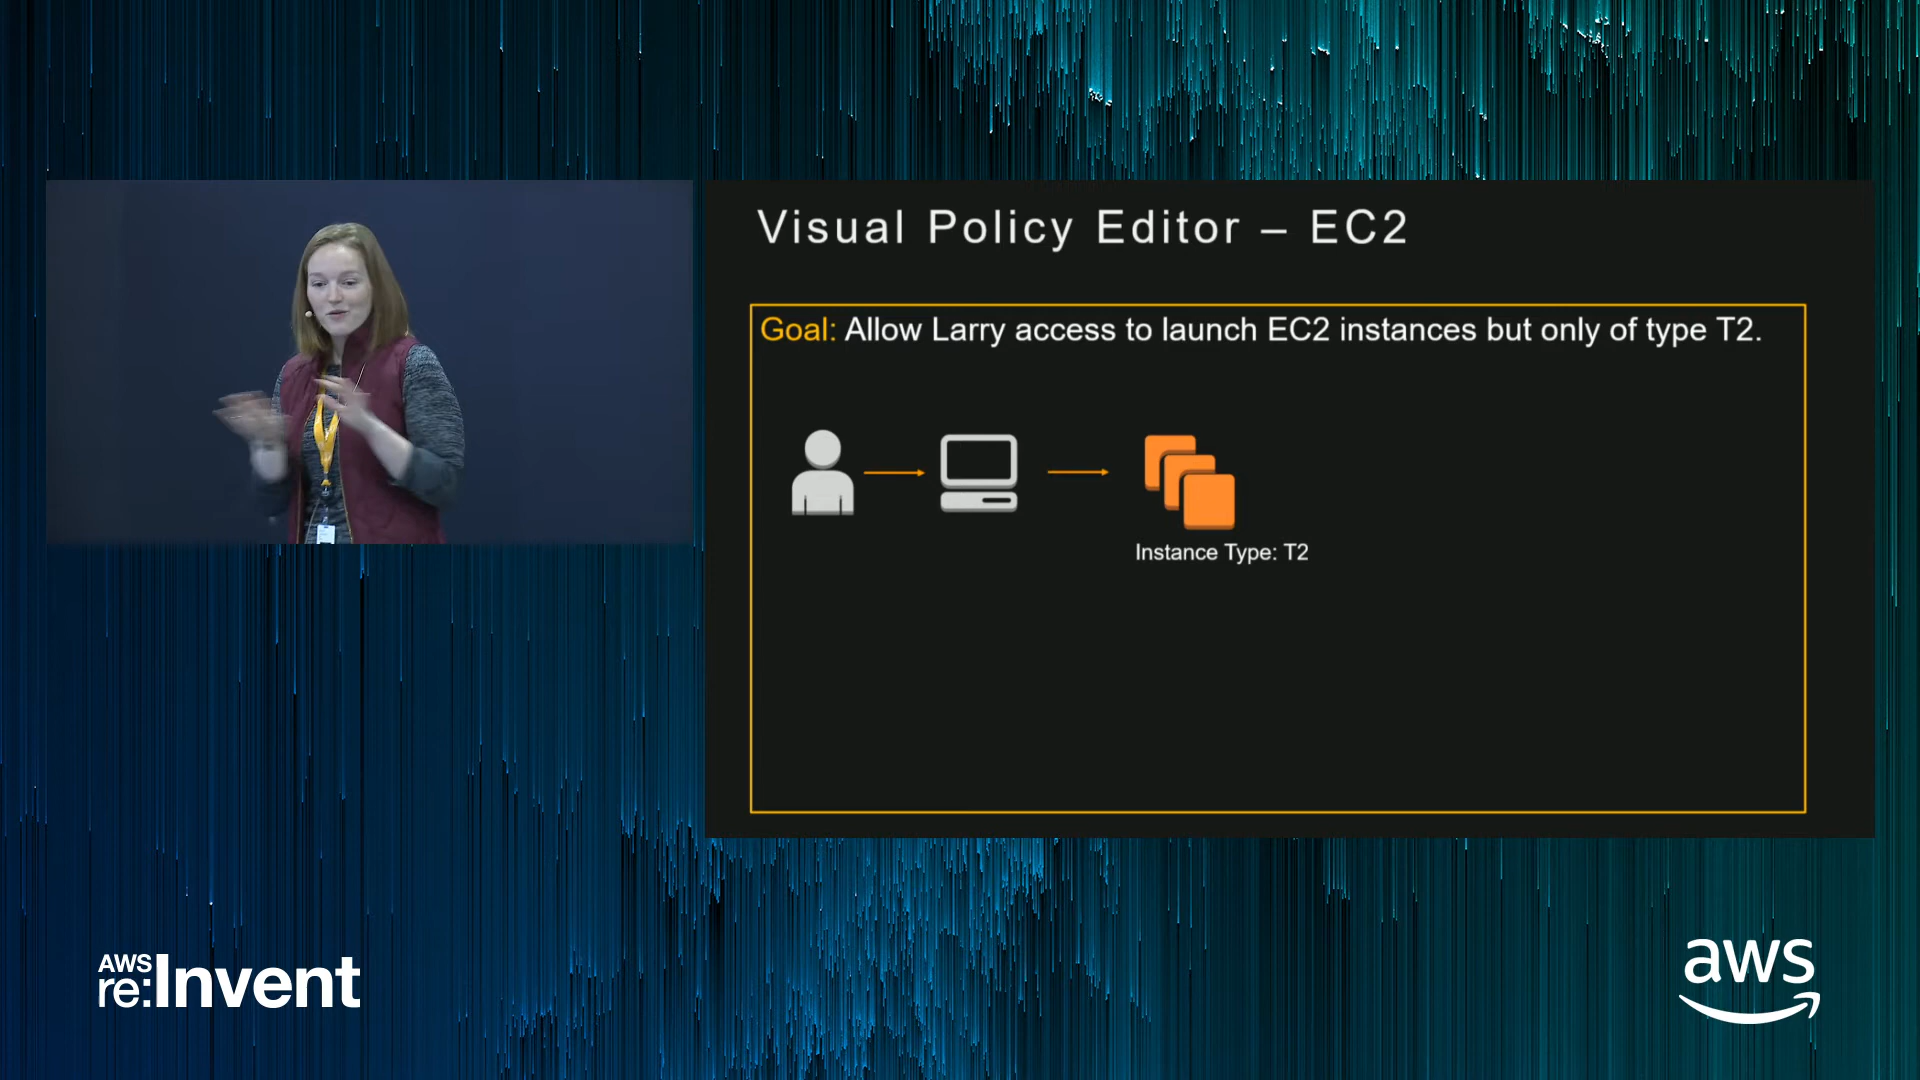 Visual Policy Editor – EC2
Goal: Allow Larry access to launch EC2 instances but only of type T2.
Instance Type: T2
AWS
re:Invent
aws